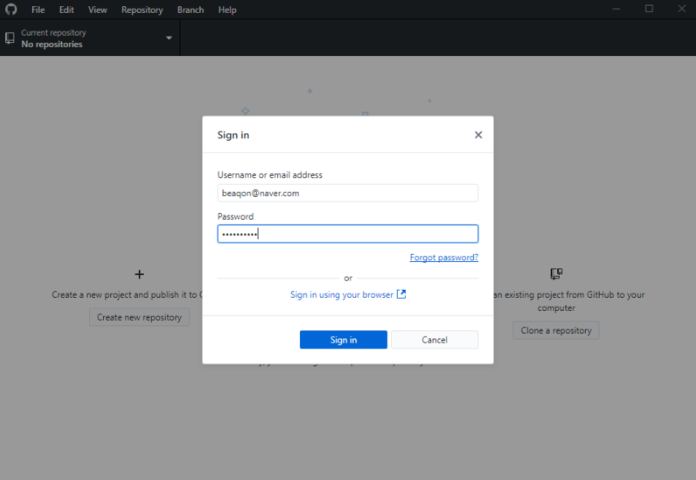 File Edit View Repository Branch Help
Current repository
No repositories
Sign in
Username or email address
beaqon@naver.com
Password
••••••••••
Forgot password?
or
Sign in using your browser
Create a new project and publish it to
Create new repository
an existing project from GitHub to your
computer
Clone a repository
Sign in Cancel